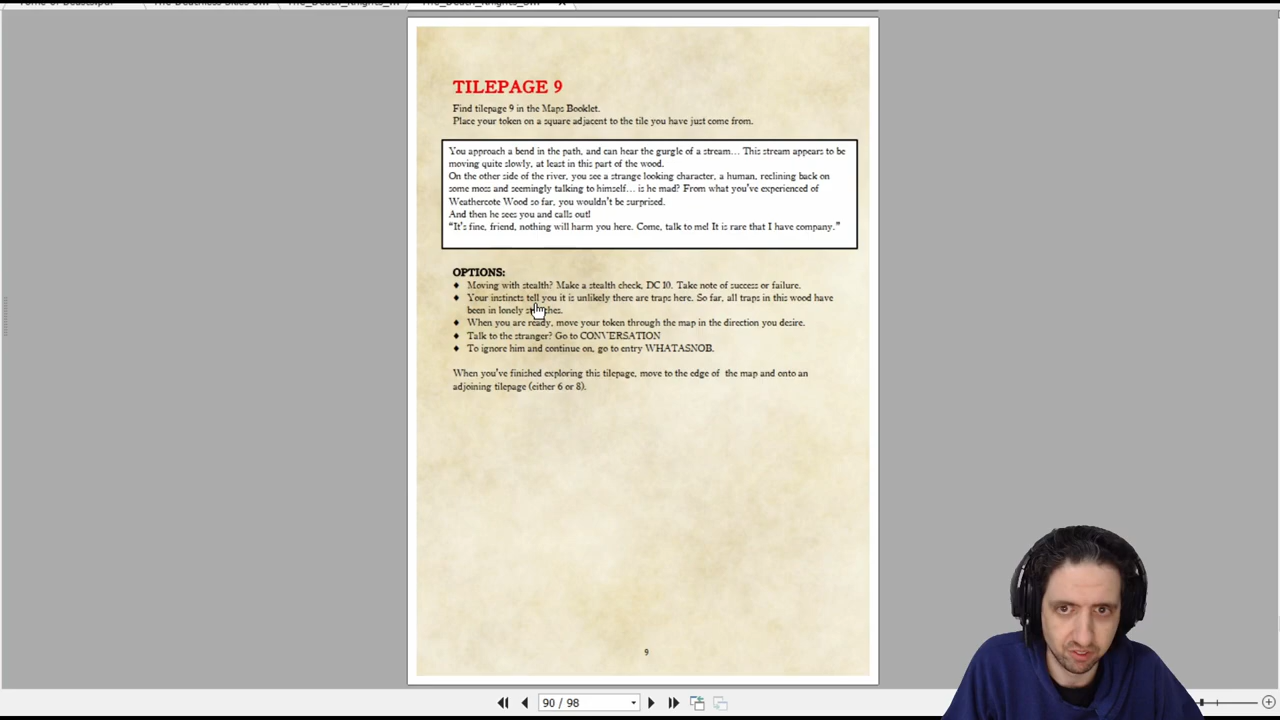 TILEPAGE 9
Find tilepage 9 in the Maps Booklet.
Place your token on a square adjacent to the tile you have just come from.
You approach a bend in the path, and can hear the gurgle of a stream... This stream appears to be
moving quite slowly, at least in this part of the wood.
On the other side of the river, you see a strange looking character, a human, reclining back on
some moss and seemingly talking to himself... is he mad? From what you've experienced of
Weathercote Wood so far, you wouldn't be surprised.
And then he sees you and calls out!
"It's fine, friend, nothing will harm you here. Come, talk to me! It is rare that I have company."
OPTIONS:
♦ Moving with stealth? Make a stealth check, DC 10. Take note of success or failure.
♦ Your instincts tell you it is unlikely there are traps here. So far, all traps in this wood have
been in lonely
♦ When you are ready, move your token through the map in the direction you desire.
♦ Talk to the stranger? Go to CONVERSATION
♦ To ignore him and continue on, go to entry WHATASNOB.
When you've finished exploring this tilepage, move to the edge of the map and onto an
adjoining tilepage (either 6 or 8).
9
90 / 98